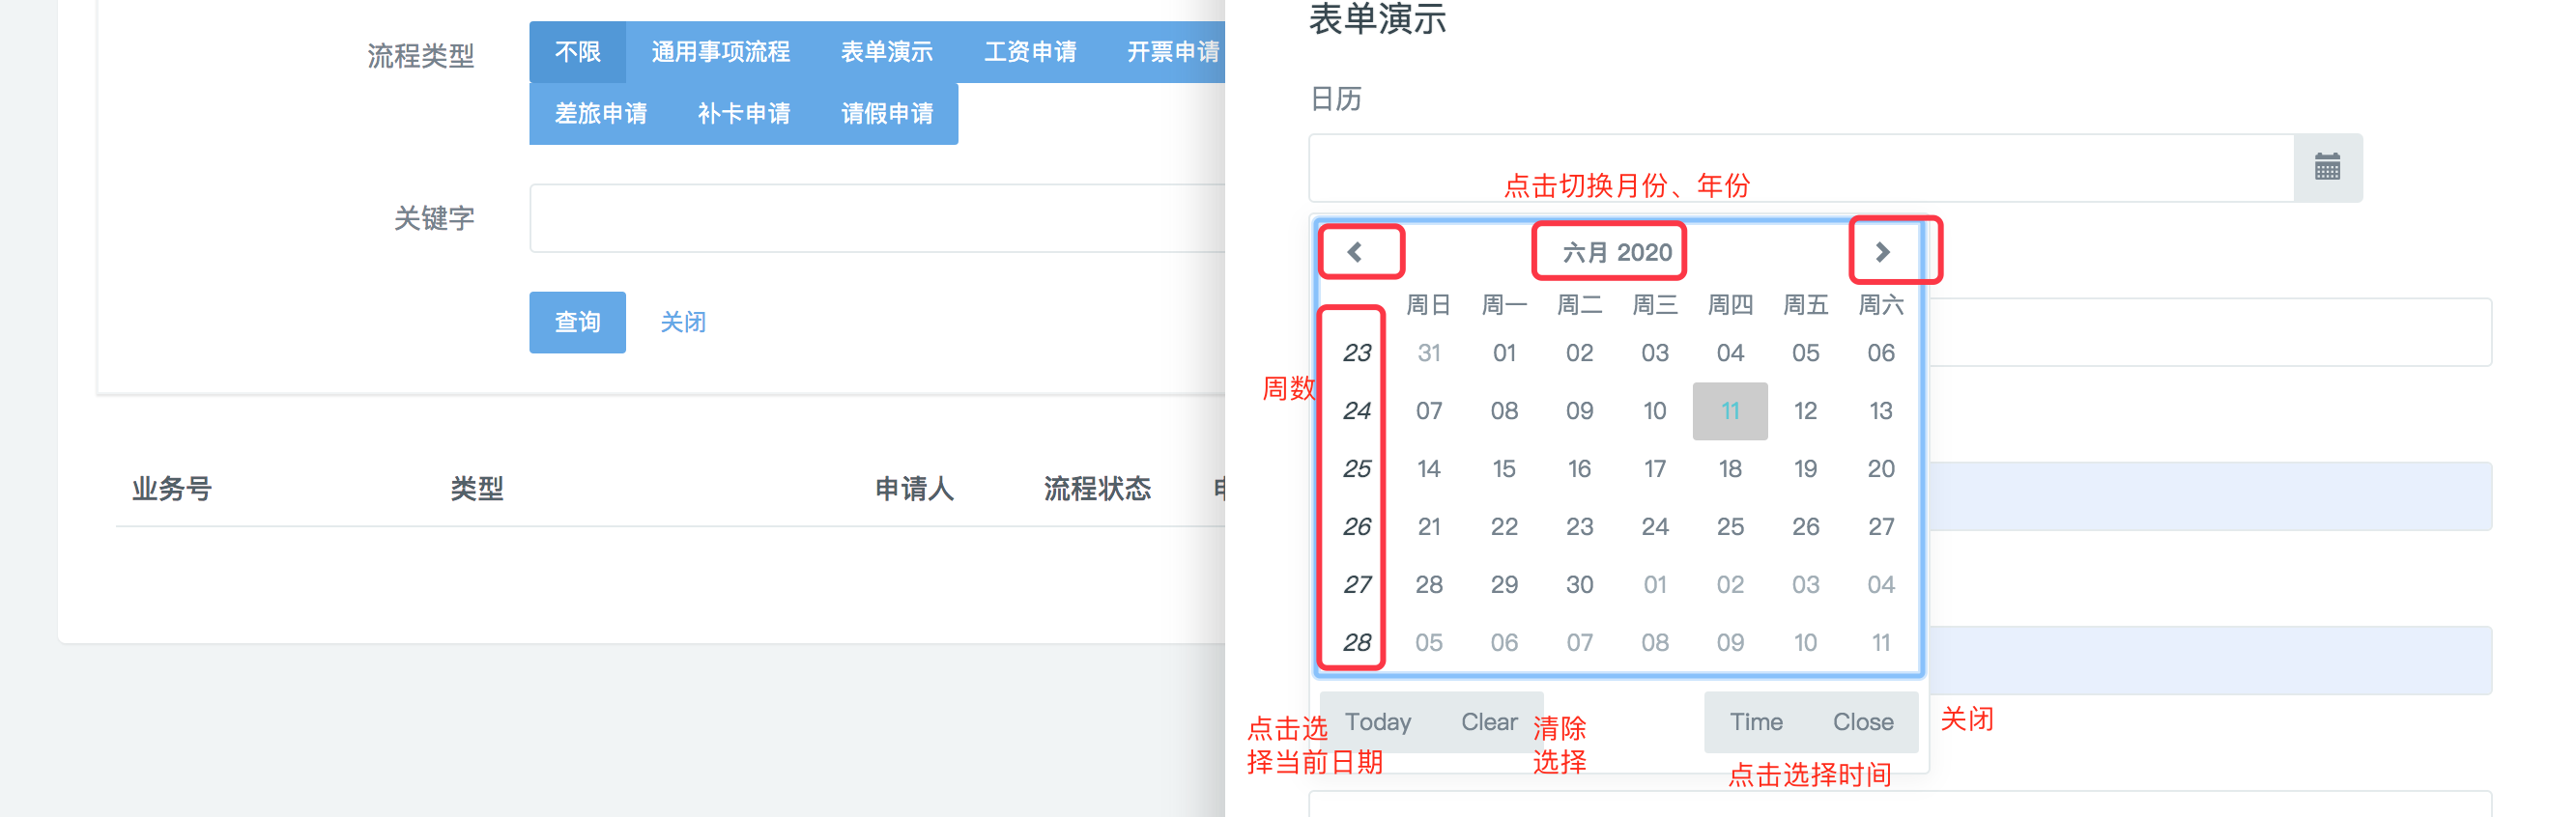 流程类型
不限 通用事项流程 表单演示 工资申请 开票申请
差旅申请 补卡申请 请假申请
关键字
查询 关闭
业务号 类型 申请人 流程状态
表单演示
日历
点击切换月份、年份
六月 2020
周日 周一 周二 周三 周四 周五 周六
23 31 01 02 03 04 05 06
周数
24 07 08 09 10 11 12 13
25 14 15 16 17 18 19 20
26 21 22 23 24 25 26 27
27 28 29 30 01 02 03 04
28 05 06 07 08 09 10 11
Today Clear Time Close
点击选
择当前日期
清除
选择
关闭
点击选择时间